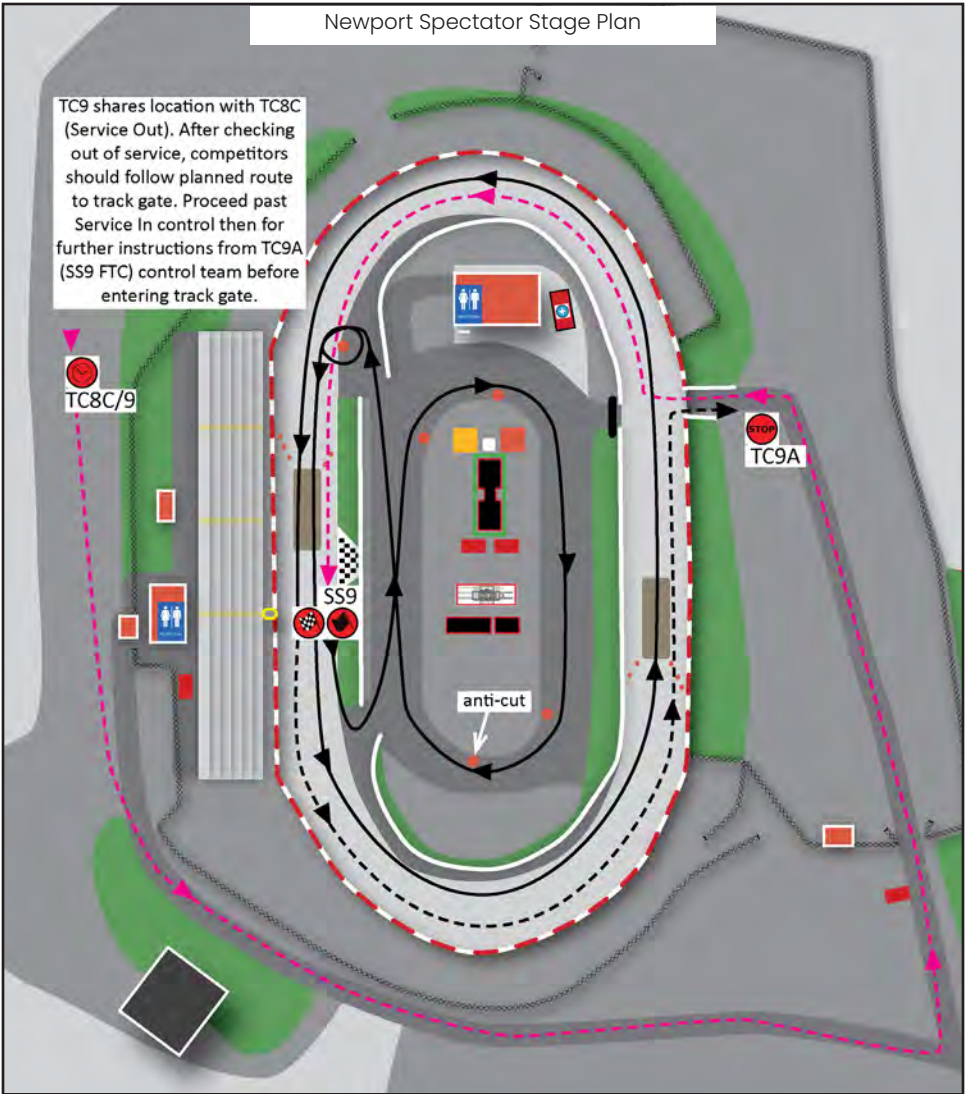 Newport Spectator Stage Plan
TC9 shares location with TC8C
(Service Out). After checking
out of service, competitors
should follow planned route
to track gate. Proceed past
Service In control then for
further instructions from TC9A
(SS9 FTC) control team before
entering track gate.
TC8C/9
STOP
TC9A
SS9
anti-cut